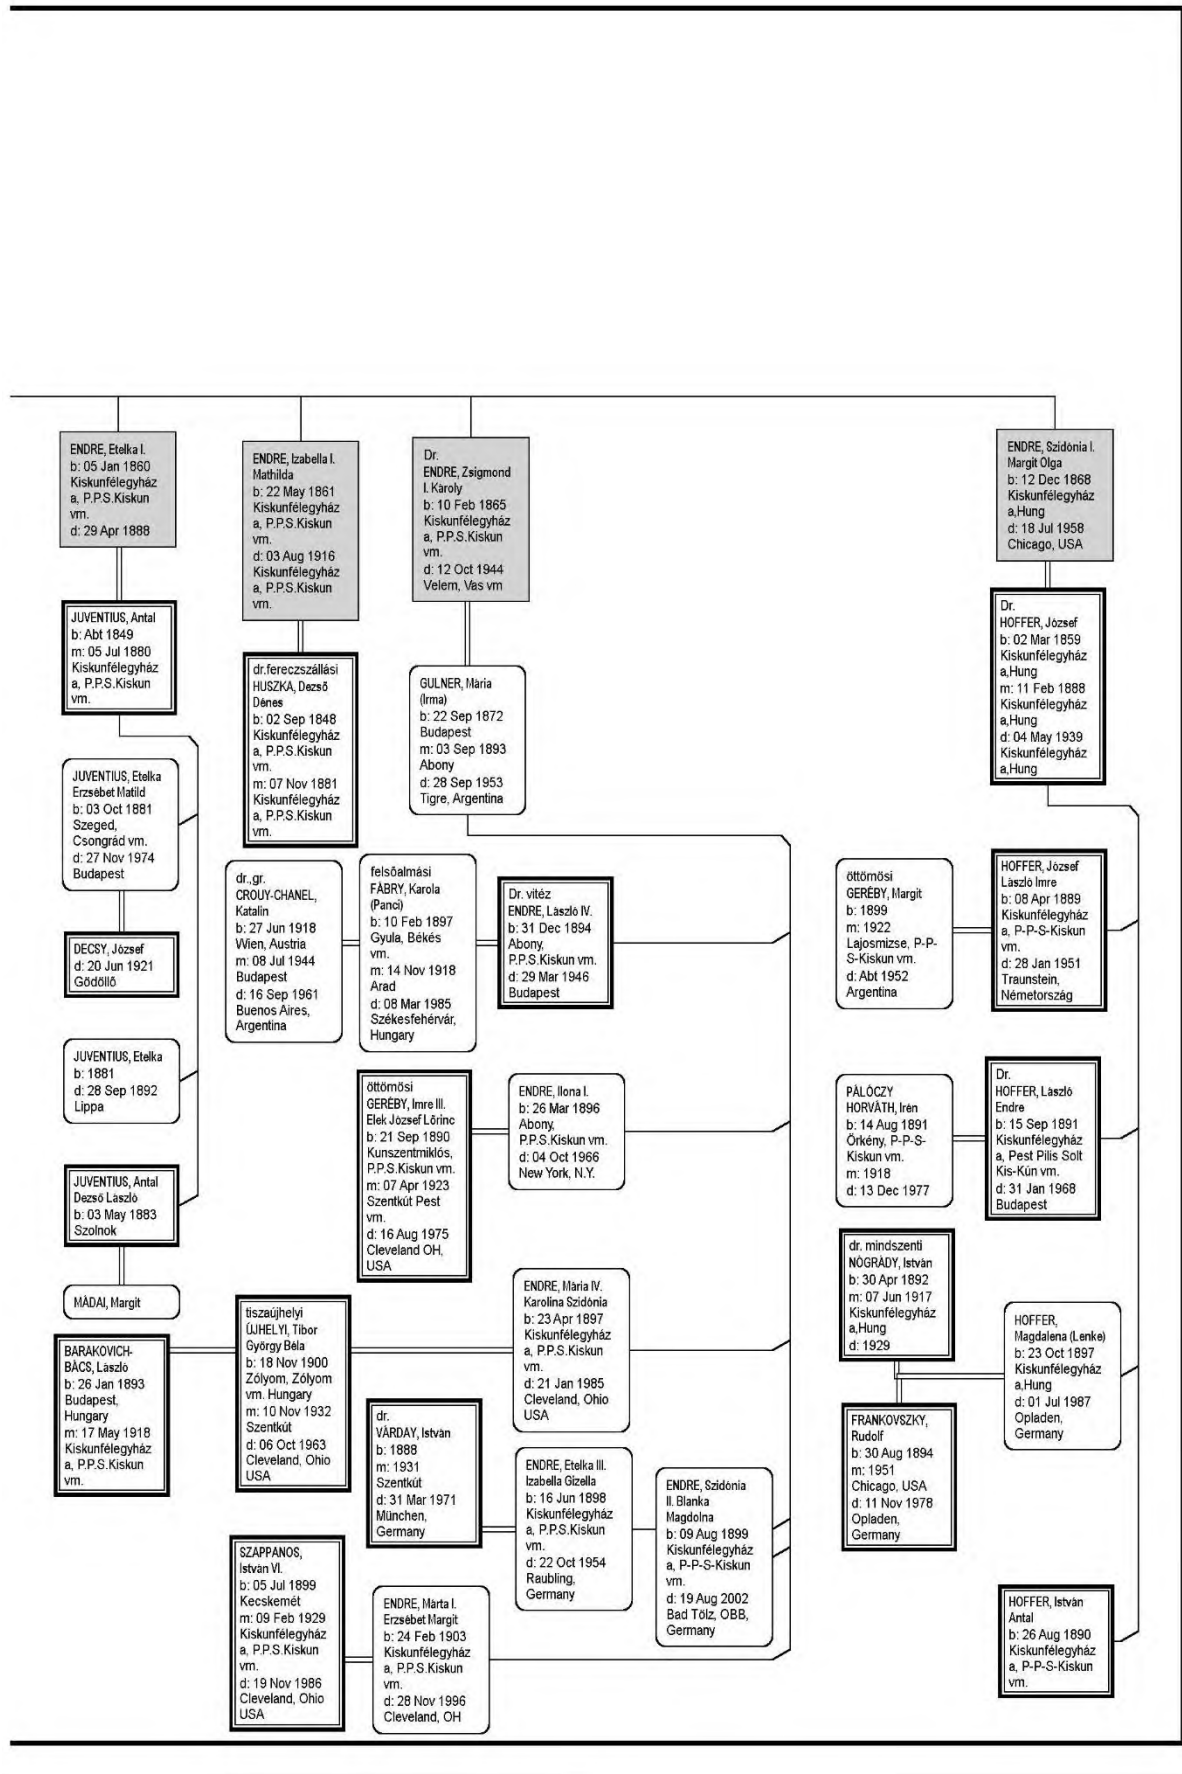 ENDRE, Etelka I.
b: 05 Jan 1860
Kiskunfélegyház
a, P.P.S.Kiskun
vm.
d: 29 Apr 1888
ENDRE, Izabella I.
Mathilda
b: 22 May 1861
Kiskunfélegyház
a, P.P.S.Kiskun
vm.
d: 03 Aug 1916
Kiskunfélegyház
a, P.P.S.Kiskun
vm.
Dr.
ENDRE, Zsigmond
I. Károly
b: 10 Feb 1865
Kiskunfélegyház
a, P.P.S.Kiskun
vm.
d: 12 Oct 1944
Velem, Vas vm
ENDRE, Szidónia I.
Margit Olga
b: 12 Dec 1868
Kiskunfélegyház
a,Hung
d: 18 Jul 1958
Chicago, USA
JUVENTIUS, Antal
b: Abt 1849
m: 05 Jul 1880
Kiskunfélegyház
a, P.P.S.Kiskun
vm.
dr.fereczszállási
HUSZKA, Dezső
Dénes
b: 02 Sep 1848
Kiskunfélegyház
a, P.P.S.Kiskun
vm.
m: 07 Nov 1881
Kiskunfélegyház
a, P.P.S.Kiskun
vm.
GULNER, Mária
(Irma)
b: 22 Sep 1872
Budapest
m: 03 Sep 1893
Abony
d: 28 Sep 1953
Tigre, Argentina
Dr.
HOFFER, József
b: 02 Mar 1859
Kiskunfélegyház
a,Hung
m: 11 Feb 1888
Kiskunfélegyház
a,Hung
d: 04 May 1939
Kiskunfélegyház
a,Hung
JUVENTIUS, Etelka
Erzsébet Matild
b: 03 Oct 1881
Szeged,
Csongrád vm.
d: 27 Nov 1974
Budapest
DECSY, József
d: 20 Jun 1921
Gödöllő
dr.,gr.
CROUY-CHANEL,
Katalin
b: 27 Jun 1918
Wien, Austria
m: 08 Jul 1944
Budapest
d: 16 Sep 1961
Buenos Aires,
Argentina
felsőalmási
FÁBRY, Karola
(Panci)
b: 10 Feb 1897
Gyula, Békés
vm.
m: 14 Nov 1918
Arad
d: 08 Mar 1985
Székesfehérvár,
Hungary
Dr. vitéz
ENDRE, László IV.
b: 31 Dec 1894
Abony,
P.P.S.Kiskun vm.
d: 29 Mar 1946
Budapest
öttömösi
GERÉBY, Margit
b: 1899
m: 1922
Lajosmizse, P-P-
S-Kiskun vm.
d: Abt 1952
Argentina
HOFFER, József
László Imre
b: 08 Apr 1889
Kiskunfélegyház
a, P-P-S-Kiskun
vm.
d: 28 Jan 1951
Traunstein,
Németország
JUVENTIUS, Etelka
b: 1881
d: 28 Sep 1892
Lippa
öttömösi
GERÉBY, Imre III.
Elek József Lőrinc
b: 21 Sep 1890
Kunszentmiklós,
P.P.S.Kiskun vm.
m: 07 Apr 1923
Szentkút Pest
vm.
d: 16 Aug 1975
Cleveland OH,
USA
ENDRE, Ilona I.
b: 26 Mar 1896
Abony,
P.P.S.Kiskun vm.
d: 04 Oct 1966
New York, N.Y.
PÁLÓCZY
HORVÁTH, Irén
b: 14 Aug 1891
Örkény, P-P-S-
Kiskun vm.
m: 1918
d: 13 Dec 1977
Dr.
HOFFER, László
Endre
b: 15 Sep 1891
Kiskunfélegyház
a, Pest Pilis Solt
Kis-Kún vm.
d: 31 Jan 1968
Budapest
JUVENTIUS, Antal
Dezső László
b: 03 May 1883
Szolnok
MÁDAI, Margit
BARAKOVICH-
BÁCS, László
b: 26 Jan 1893
Budapest,
Hungary
m: 17 May 1918
Kiskunfélegyház
a, P.P.S.Kiskun
vm.
tiszaújhelyi
ÚJHELYI, Tibor
György Béla
b: 18 Nov 1900
Zólyom, Zólyom
vm. Hungary
m: 10 Nov 1932
Szentkút
d: 06 Oct 1963
Cleveland, Ohio
USA
ENDRE, Mária IV.
Karolina Szidónia
b: 23 Apr 1897
Kiskunfélegyház
a, P.P.S.Kiskun
vm.
d: 21 Jan 1985
Cleveland, Ohio
USA
dr. mindszenti
NÓGRÁDY, István
b: 30 Apr 1892
m: 07 Jun 1917
Kiskunfélegyház
a,Hung
d: 1929
HOFFER,
Magdalena (Lenke)
b: 23 Oct 1897
Kiskunfélegyház
a,Hung
d: 01 Jul 1987
Opladen,
Germany
dr.
VÁRDAY, István
b: 1888
m: 1931
Szentkút
d: 31 Mar 1971
München,
Germany
ENDRE, Etelka III.
Izabella Gizella
b: 16 Jun 1898
Kiskunfélegyház
a, P.P.S.Kiskun
vm.
d: 22 Oct 1954
Raubling,
Germany
ENDRE, Szidónia
II. Blanka
Magdolna
b: 09 Aug 1899
Kiskunfélegyház
a, P-P-S-Kiskun
vm.
d: 19 Aug 2002
Bad Tölz, OBB,
Germany
FRANKOVSZKY,
Rudolf
b: 30 Aug 1894
m: 1951
Chicago, USA
d: 11 Nov 1978
Opladen,
Germany
SZAPPANOS,
István VI.
b: 05 Jul 1899
Kecskemét
m: 09 Feb 1929
Kiskunfélegyház
a, P.P.S.Kiskun
vm.
d: 19 Nov 1986
Cleveland, Ohio
USA
ENDRE, Márta I.
Erzsébet Margit
b: 24 Feb 1903
Kiskunfélegyház
a, P.P.S.Kiskun
vm.
d: 28 Nov 1996
Cleveland, OH
HOFFER, István
Antal
b: 26 Aug 1890
Kiskunfélegyház
a, P-P-S-Kiskun
vm.